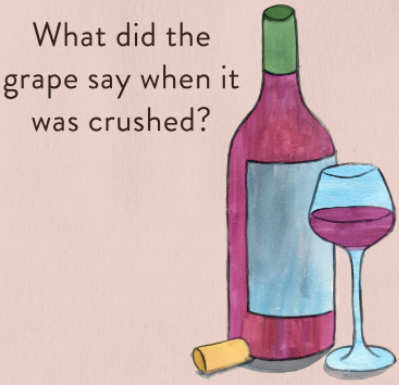 What did the
grape say when it
was crushed?